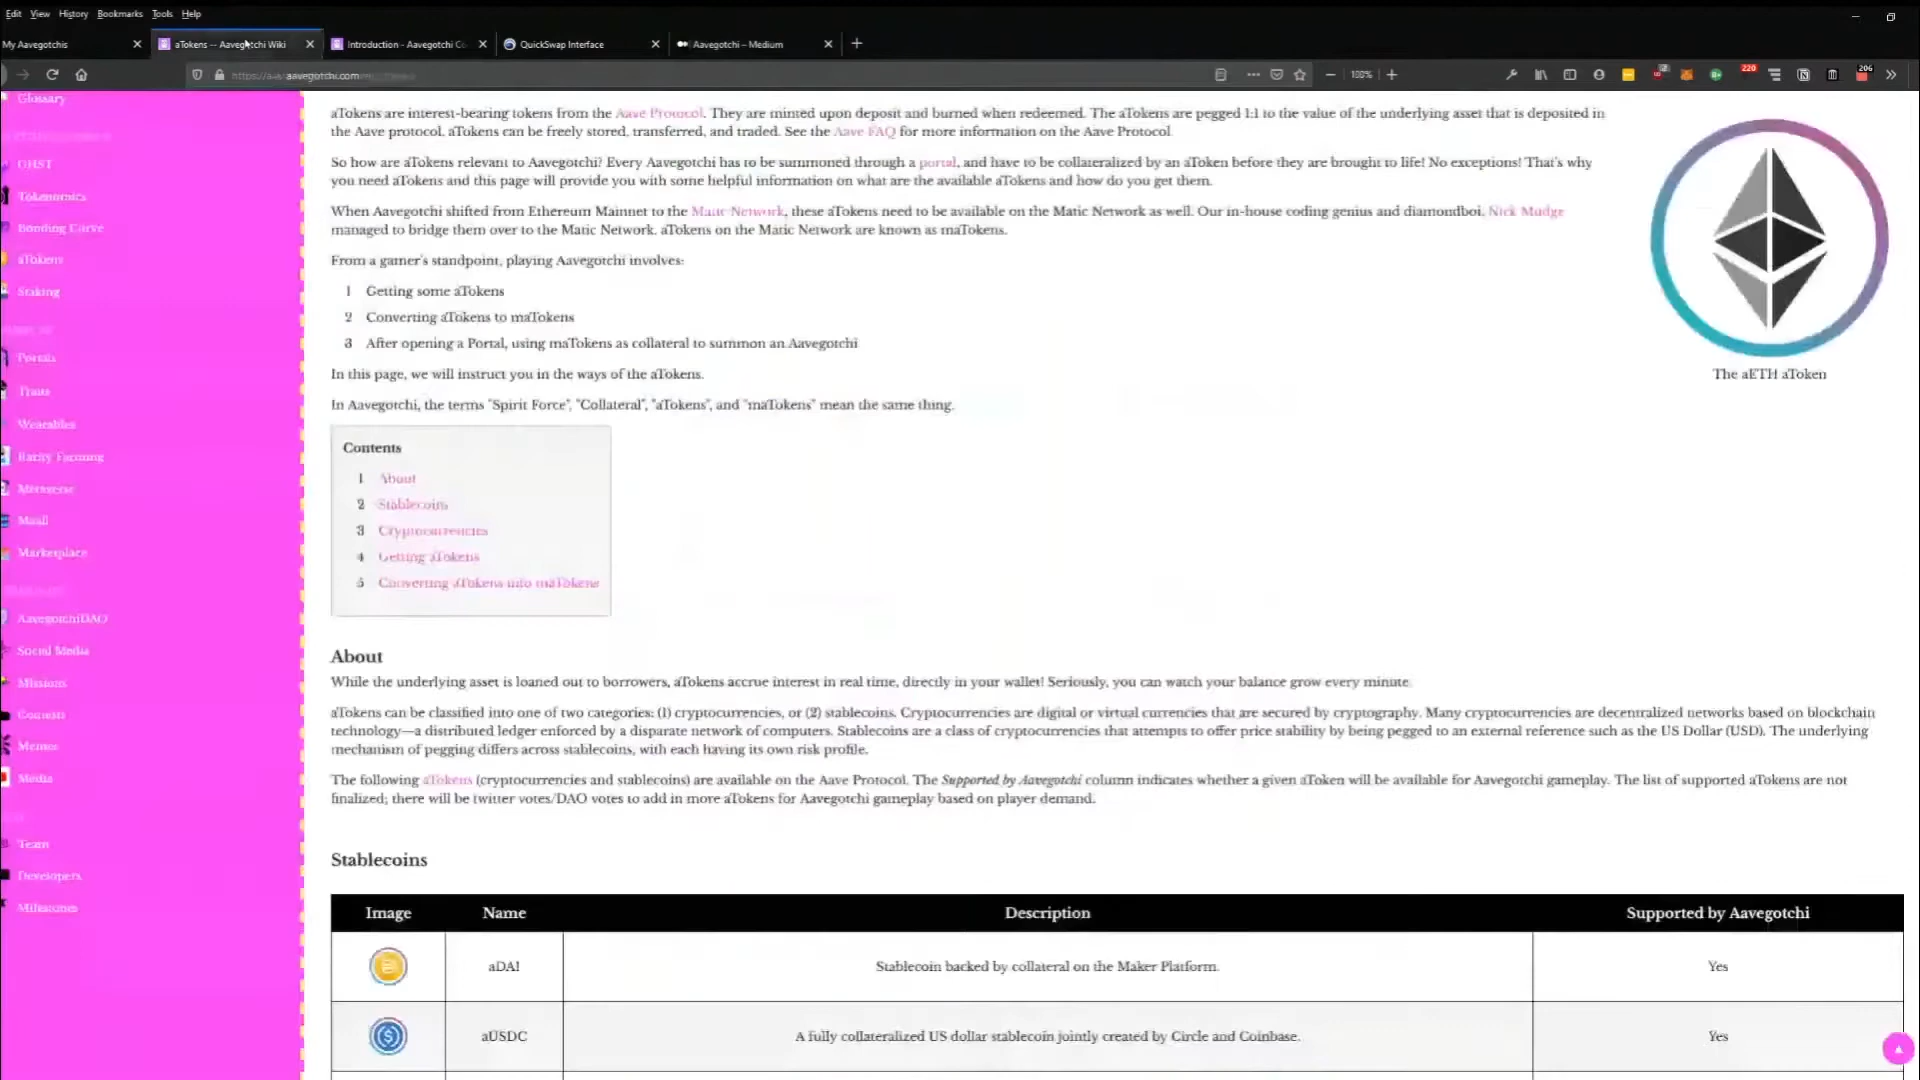 Edit View History Bookmarks Tools Help
My Aavegotchis
aTokens -- Aavegotchi Wiki
Introduction - Aavegotchi Co
QuickSwap Interface
Aavegotchi – Medium
aavegotchi.com
100%
220
206
Glossary
GHST
Tokenomics
Bonding Curve
aTokens
Staking
Portals
Traits
Wearables
Rarity Farming
Metaverse
Maall
Marketplace
AavegotchiDAO
Social Media
Missions
Memes
Media
Team
Developers
Milestones
aTokens are interest-bearing tokens from the Aave Protocol. They are minted upon deposit and burned when redeemed. The aTokens are pegged 1:1 to the value of the underlying asset that is deposited in
the Aave protocol. aTokens can be freely stored, transferred, and traded. See the Aave FAQ for more information on the Aave Protocol
So how are aTokens relevant to Aavegotchi? Every Aavegotchi has to be summoned through a portal, and have to be collateralized by an aToken before they are brought to life! No exceptions! That's why
you need aTokens and this page will provide you with some helpful information on what are the available aTokens and how do you get them.
When Aavegotchi shifted from Ethereum Mainnet to the Matic Network, these aTokens need to be available on the Matic Network as well. Our in-house coding genius and diamondboi, Nick Mudge
managed to bridge them over to the Matic Network. aTokens on the Matic Network are known as maTokens.
From a gamer's standpoint, playing Aavegotchi involves:
1 Getting some aTokens
2 Converting aTokens to maTokens
3 After opening a Portal, using maTokens as collateral to summon an Aavegotchi
In this page, we will instruct you in the ways of the aTokens.
In Aavegotchi, the terms "Spirit Force", "Collateral", "aTokens", and "maTokens" mean the same thing.
The aETH aToken
Contents
1 About
2 Stablecoins
3 Cryptocurrencies
4 Getting aTokens
5 Converting aTokens into maTokens
About
While the underlying asset is loaned out to borrowers, aTokens accrue interest in real time, directly in your wallet! Seriously, you can watch your balance grow every minute.
aTokens can be classified into one of two categories: (1) cryptocurrencies, or (2) stablecoins. Cryptocurrencies are digital or virtual currencies that are secured by cryptography. Many cryptocurrencies are decentralized networks based on blockchain
technology—a distributed ledger enforced by a disparate network of computers. Stablecoins are a class of cryptocurrencies that attempts to offer price stability by being pegged to an external reference such as the US Dollar (USD). The underlying
mechanism of pegging differs across stablecoins, with each having its own risk profile.
The following aTokens (cryptocurrencies and stablecoins) are available on the Aave Protocol. The Supported by Aavegotchi column indicates whether a given aToken will be available for Aavegotchi gameplay. The list of supported aTokens are not
finalized; there will be twitter votes/DAO votes to add in more aTokens for Aavegotchi gameplay based on player demand.
Stablecoins
Image Name Description Supported by Aavegotchi
aDAI Stablecoin backed by collateral on the Maker Platform. Yes
aUSDC A fully collateralized US dollar stablecoin jointly created by Circle and Coinbase. Yes